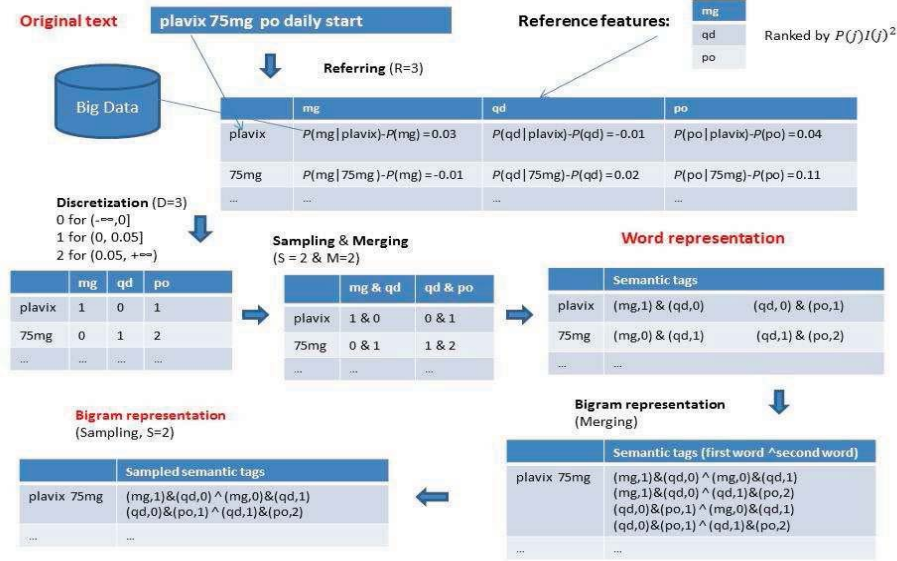 Original text
plavix 75mg po daily start
Reference features:
mg
qd
po
Ranked by P(j)I(j)²
Referring (R=3)
Big Data
mg qd po
plavix P(mg|plavix)-P(mg) =0.03 P(qd|plavix)-P(qd) =-0.01 P(po|plavix)-P(po) =0.04
75mg P(mg|75mg)-P(mg) =-0.01 P(qd|75mg)-P(qd) =0.02 P(po|75mg)-P(po) =0.11
... ... ... ...
Discretization (D=3)
0 for (-∞,0]
1 for (0, 0.05]
2 for (0.05, +∞)
mg qd po
plavix 1 0 1
75mg 0 1 2
... ... ... ...
Sampling & Merging
(S = 2 & M=2)
mg & qd qd & po
plavix 1 & 0 0 & 1
75mg 0 & 1 1 & 2
... ... ...
Word representation
Semantic tags
plavix (mg,1) & (qd,0) (qd, 0) & (po,1)
75mg (mg,0) & (qd,1) (qd,1) & (po,2)
... ...
Bigram representation
(Merging)
Semantic tags (first word ^second word)
plavix 75mg (mg,1)&(qd,0) ^ (mg,0)&(qd,1)
(mg,1)&(qd,0) ^ (qd,1)&(po,2)
(qd,0)&(po,1) ^ (mg,0)&(qd,1)
(qd,0)&(po,1) ^ (qd,1)&(po,2)
... ...
Bigram representation
(Sampling, S=2)
Sampled semantic tags
plavix 75mg (mg,1)&(qd,0) ^ (mg,0)&(qd,1)
(qd,0)&(po,1) ^ (qd,1)&(po,2)
... ...